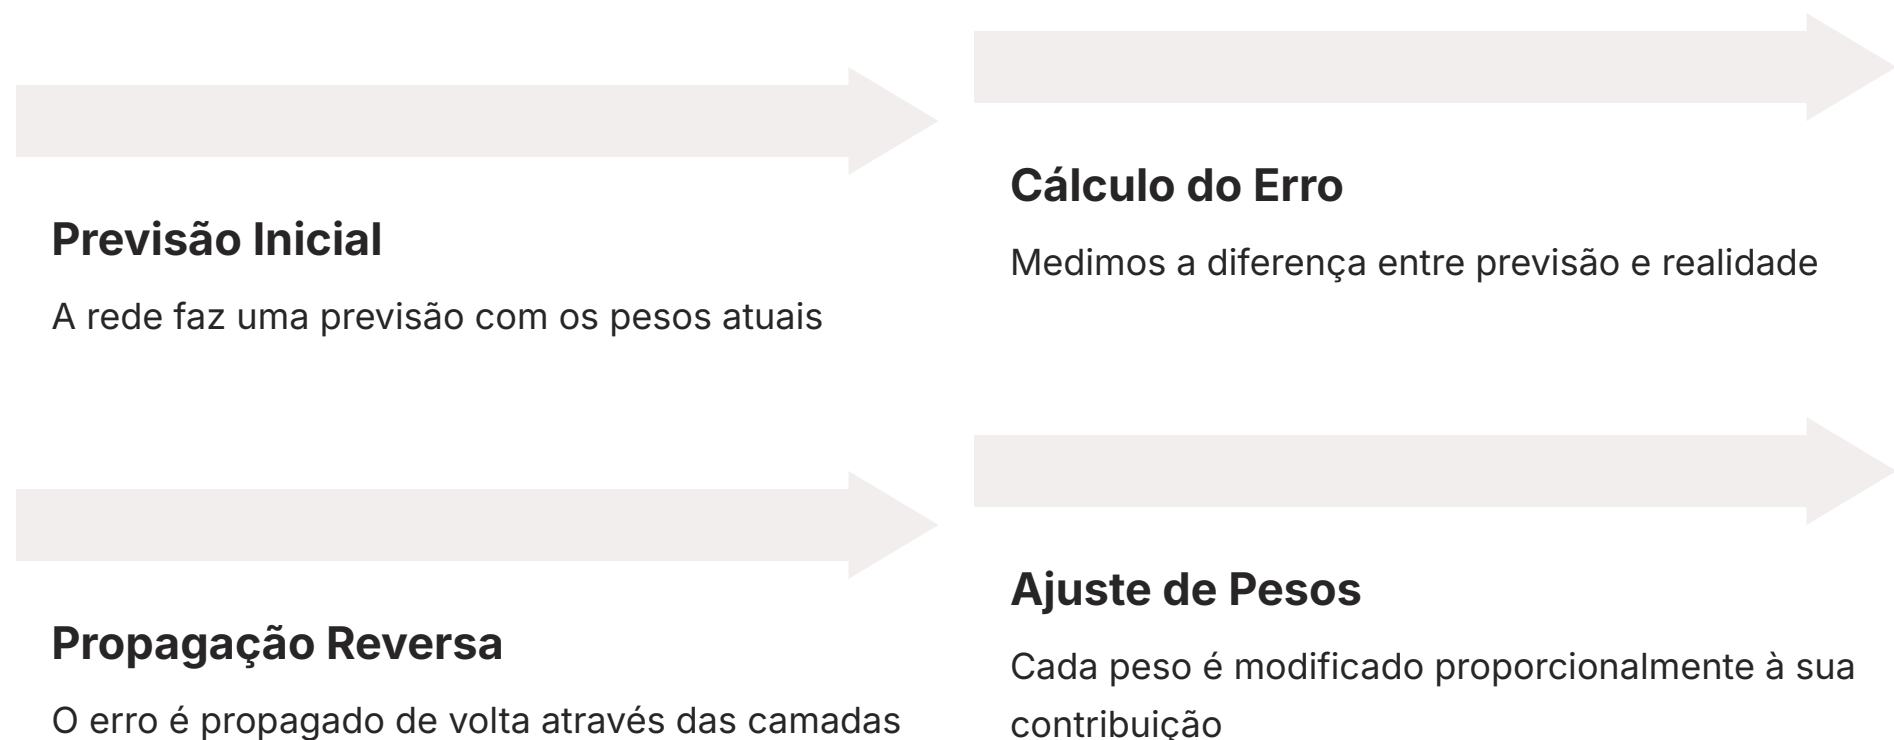 Previsão Inicial
A rede faz uma previsão com os pesos atuais
Cálculo do Erro
Medimos a diferença entre previsão e realidade
Propagação Reversa
O erro é propagado de volta através das camadas
Ajuste de Pesos
Cada peso é modificado proporcionalmente à sua
contribuição